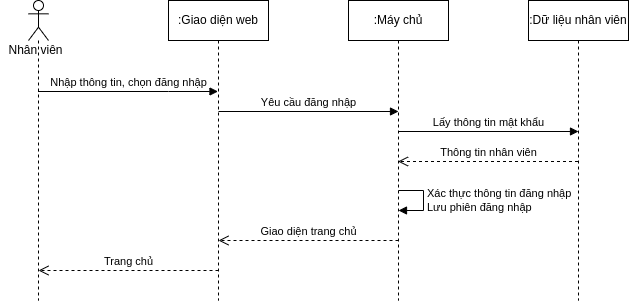 :Giao diện web
:Máy chủ
:Dữ liệu nhân viên
Nhân viên
Nhập thông tin, chọn đăng nhập
Yêu cầu đăng nhập
Lấy thông tin mật khẩu
Thông tin nhân viên
Xác thực thông tin đăng nhập
Lưu phiên đăng nhập
Giao diện trang chủ
Trang chủ